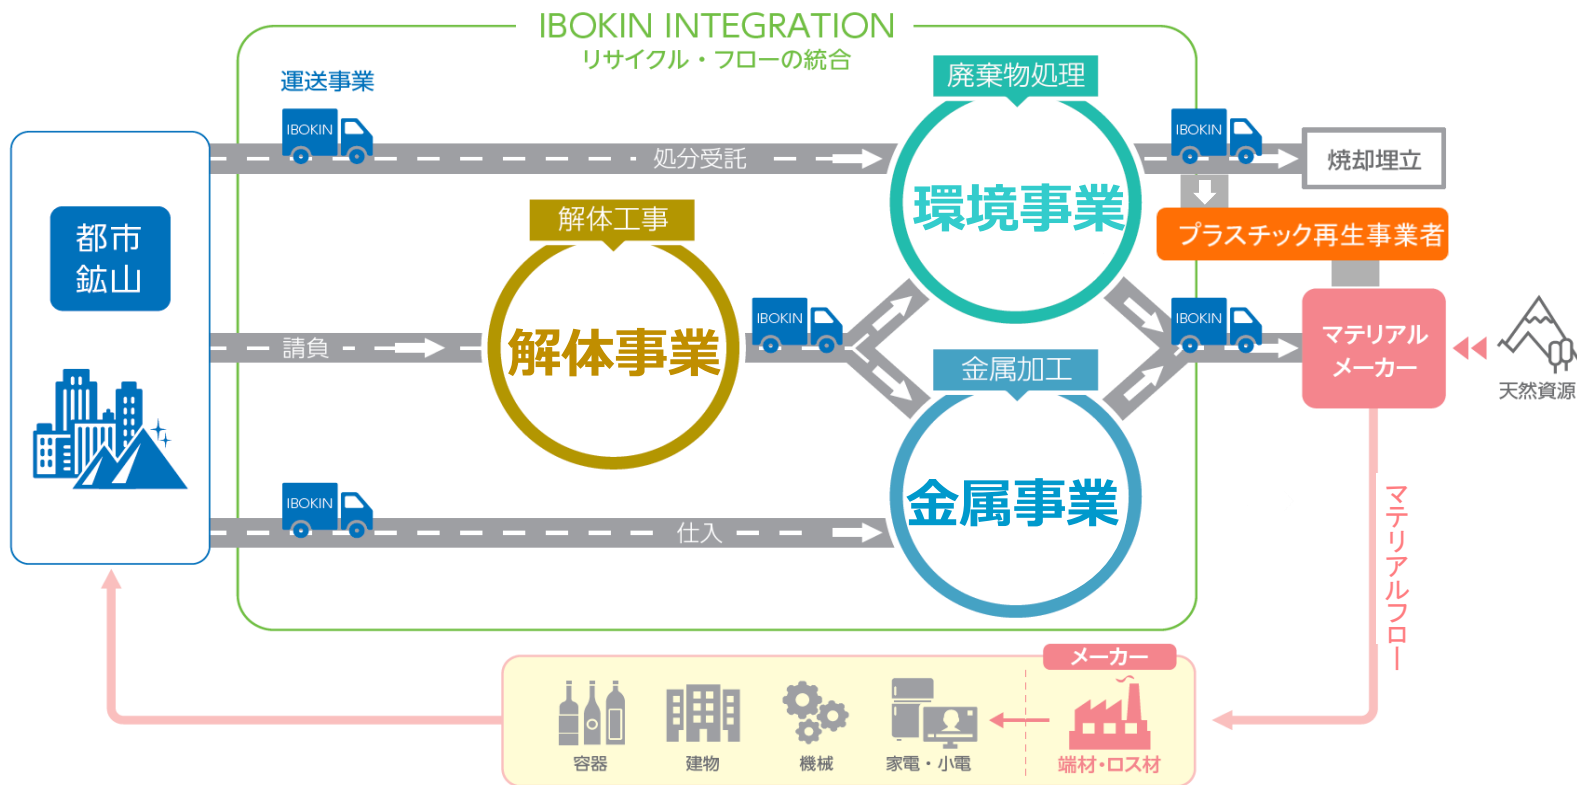 IBOKIN INTEGRATION
リサイクル・フローの統合
運送事業
IBOKIN
処分受託
廃棄物処理
環境事業
IBOKIN
焼却埋立
プラスチック再生事業者
都市
鉱山
請負
解体工事
解体事業
IBOKIN
IBOKIN
マテリアル
メーカー
天然資源
金属加工
金属事業
IBOKIN
仕入
マテリアルフロー
メーカー
容器
建物
機械
家電・小電
端材・ロス材